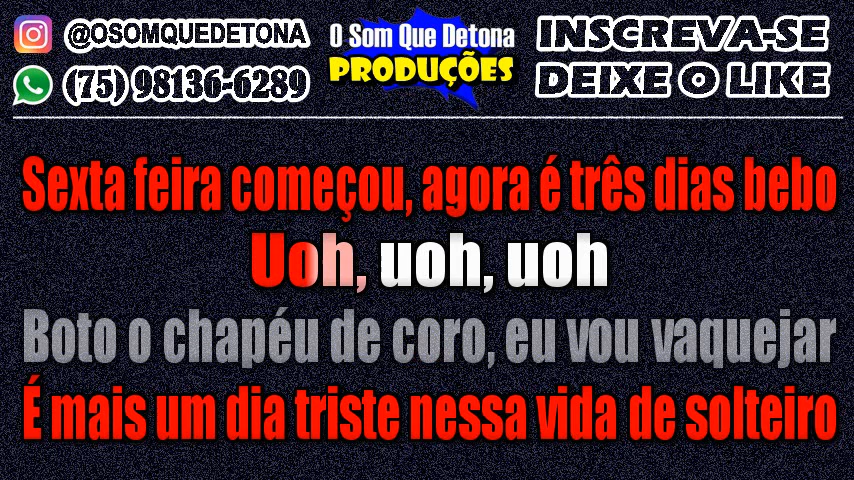 @OSOMQUEDETONA
(75) 98136-6289
O Som Que Detona
PRODUÇÕES
INSCREVA-SE
DEIXE O LIKE
Sexta feira começou, agora é três dias bebo
Uoh, uoh, uoh
Boto o chapéu de coro, eu vou vaquejar
É mais um dia triste nessa vida de solteiro